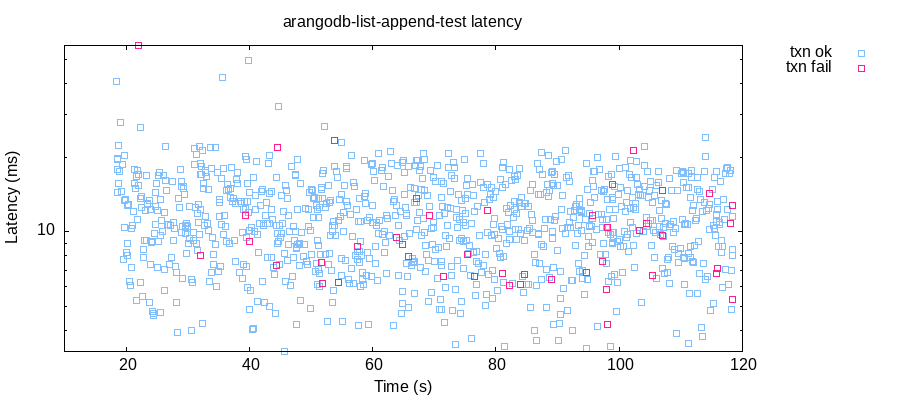 arangodb-list-append-test latency
txn ok
txn fail
Latency (ms)
10
20
40
60
80
100
120
Time (s)